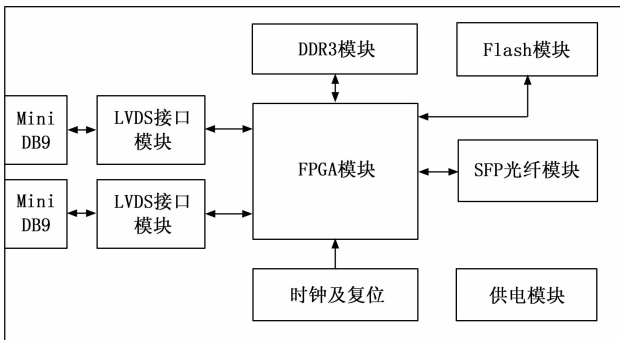 DDR3模块
Flash模块
Mini
DB9
LVDS接口
模块
FPGA模块
SFP光纤模块
Mini
DB9
LVDS接口
模块
时钟及复位
供电模块